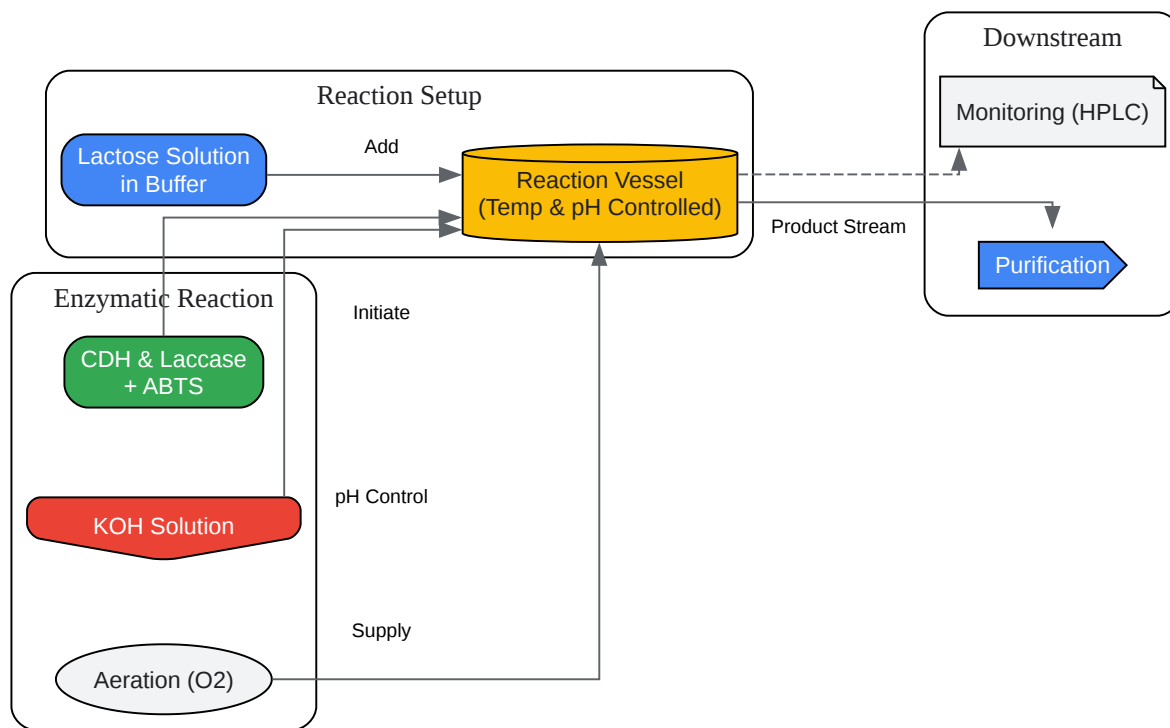 Downstream
Monitoring (HPLC)
Reaction Setup
Lactose Solution
in Buffer
Add
Reaction Vessel
(Temp & pH Controlled)
Product Stream
Purification
Enzymatic Reaction
Initiate
CDH & Laccase
+ ABTS
pH Control
KOH Solution
Supply
Aeration (O2)